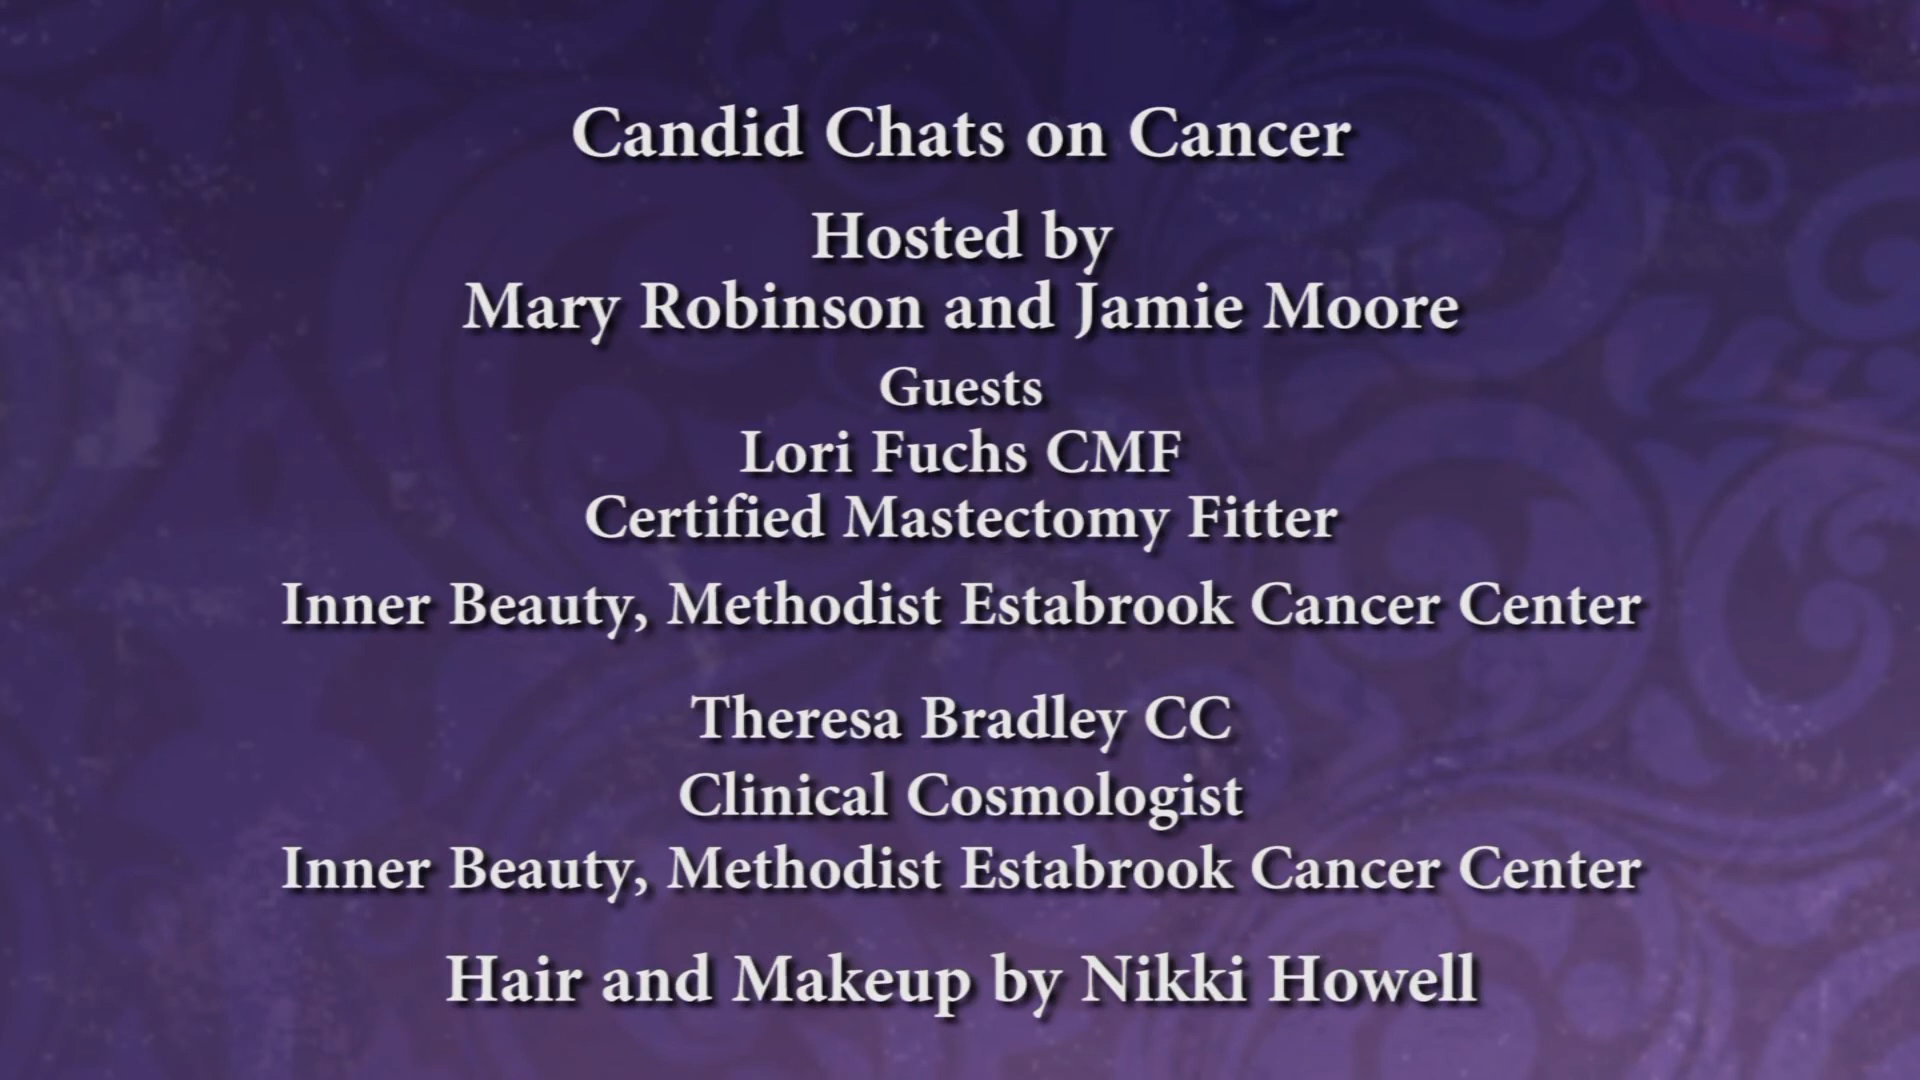 Candid Chats on Cancer
Hosted by
Mary Robinson and Jamie Moore
Guests
Lori Fuchs CMF
Certified Mastectomy Fitter
Inner Beauty, Methodist Estabrook Cancer Center
Theresa Bradley CC
Clinical Cosmologist
Inner Beauty, Methodist Estabrook Cancer Center
Hair and Makeup by Nikki Howell